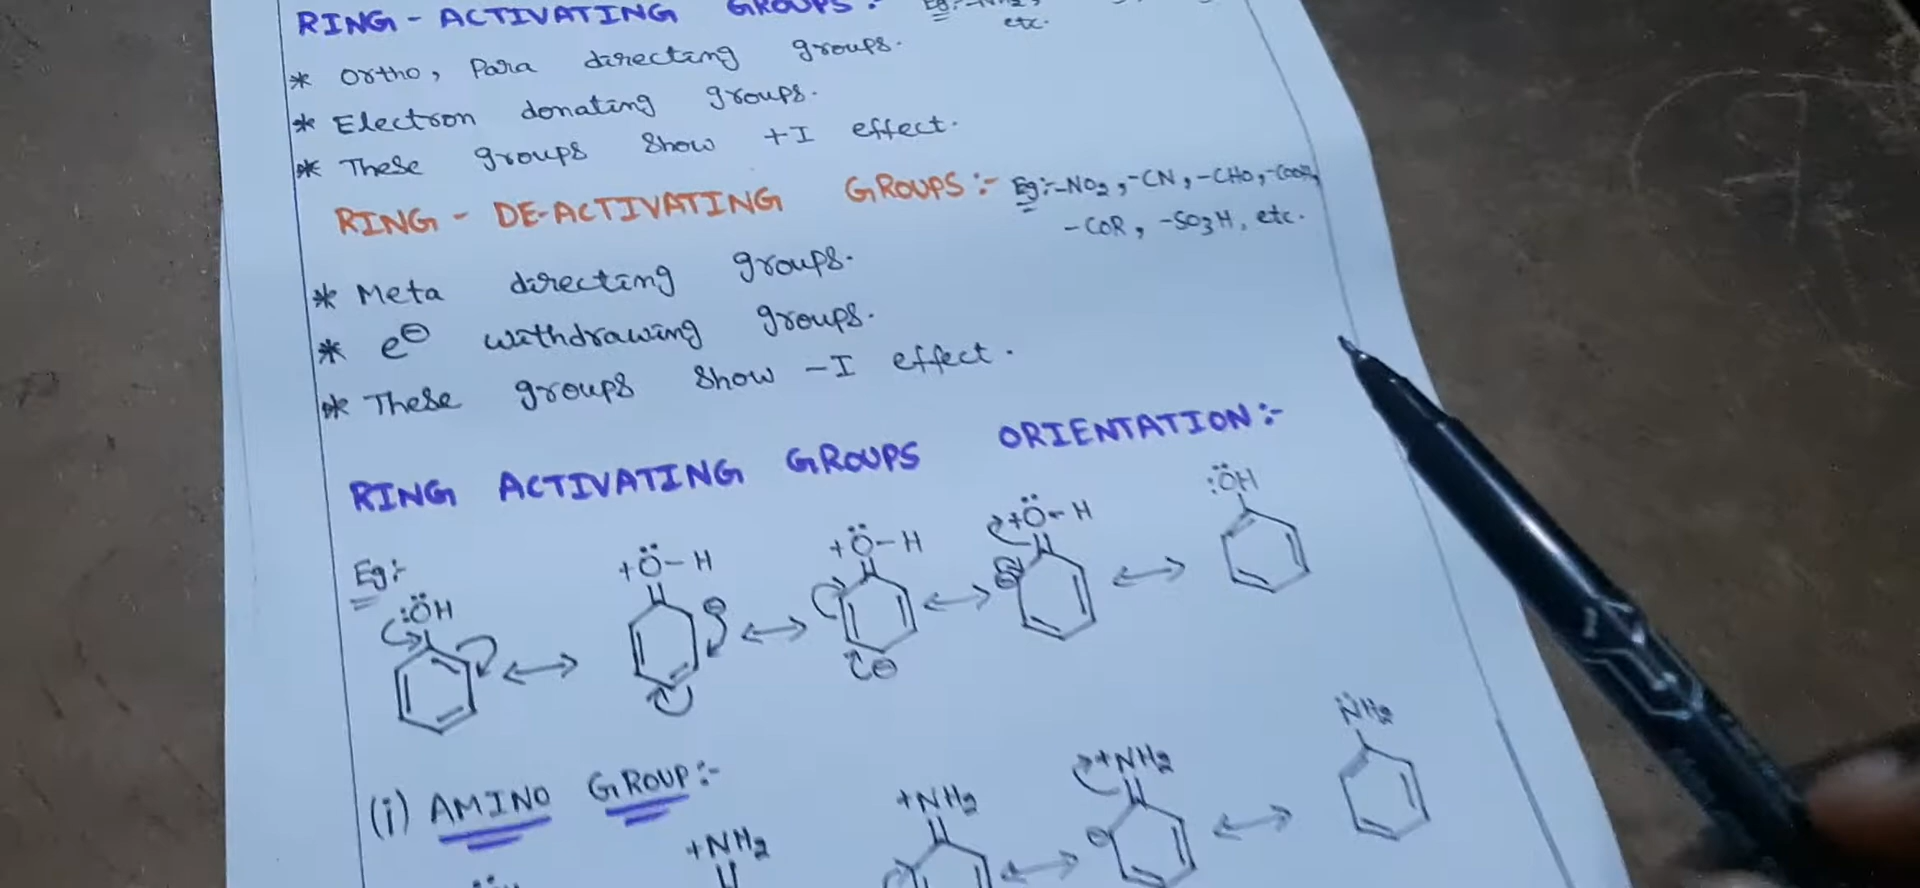 RING - ACTIVATING GROUPS:- Eg:-NH2,
etc.
* Ortho, Para directing groups.
* Electron donating groups.
* These groups show +I effect.
RING - DE-ACTIVATING GROUPS:- Eg:-NO2, -CN, -CHO, -COOR,
-COR, -SO3H, etc.
* Meta directing groups.
* e⊖ withdrawing groups.
* These groups show -I effect.
RING ACTIVATING GROUPS ORIENTATION:-
Eg:-
:ÖH ↔ +Ö-H ⊖ ↔ +Ö-H ⊖ ↔ +Ö-H ⊖ ↔ :ÖH
(i) AMINO GROUP:-
+NH2 +NH2 ↔ +NH2 ⊖ ↔ N̈H2